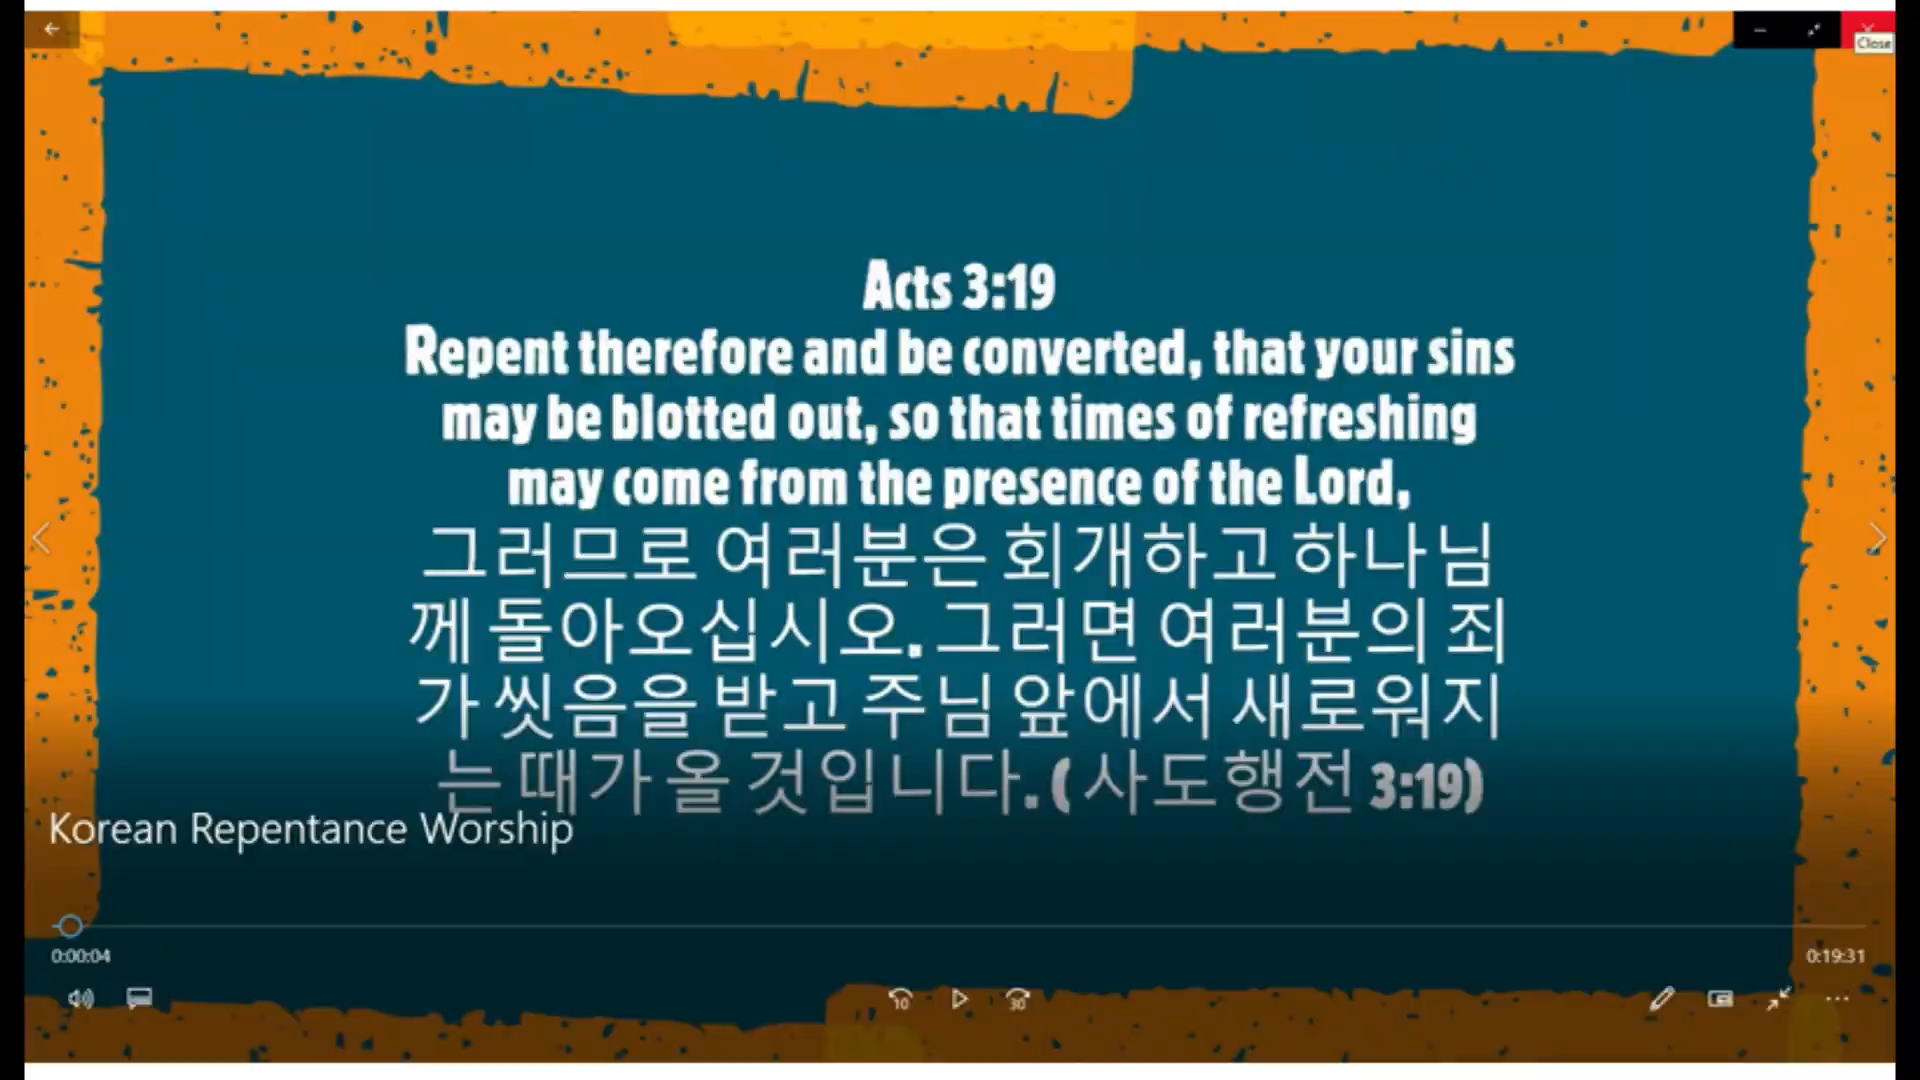 Close
Acts 3:19
Repent therefore and be converted, that your sins
may be blotted out, so that times of refreshing
may come from the presence of the Lord,
그러므로 여러분은 회개하고 하나님
께 돌아오십시오. 그러면 여러분의 죄
가 씻음을 받고 주님 앞에서 새로워지
는 때가 올 것입니다. ( 사도행전 3:19)
Korean Repentance Worship
0:00:04
0:19:31
10
30